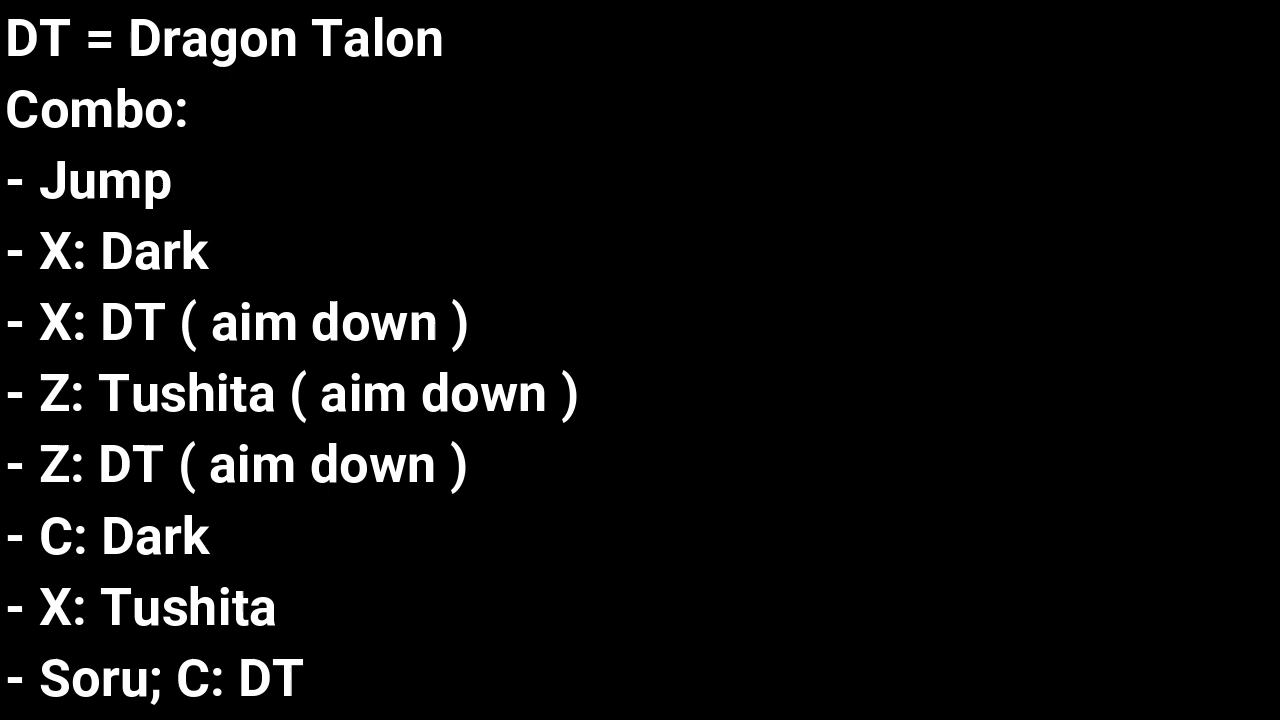 DT = Dragon Talon
Combo:
- Jump
- X: Dark
- X: DT ( aim down )
- Z: Tushita ( aim down )
- Z: DT ( aim down )
- C: Dark
- X: Tushita
- Soru; C: DT